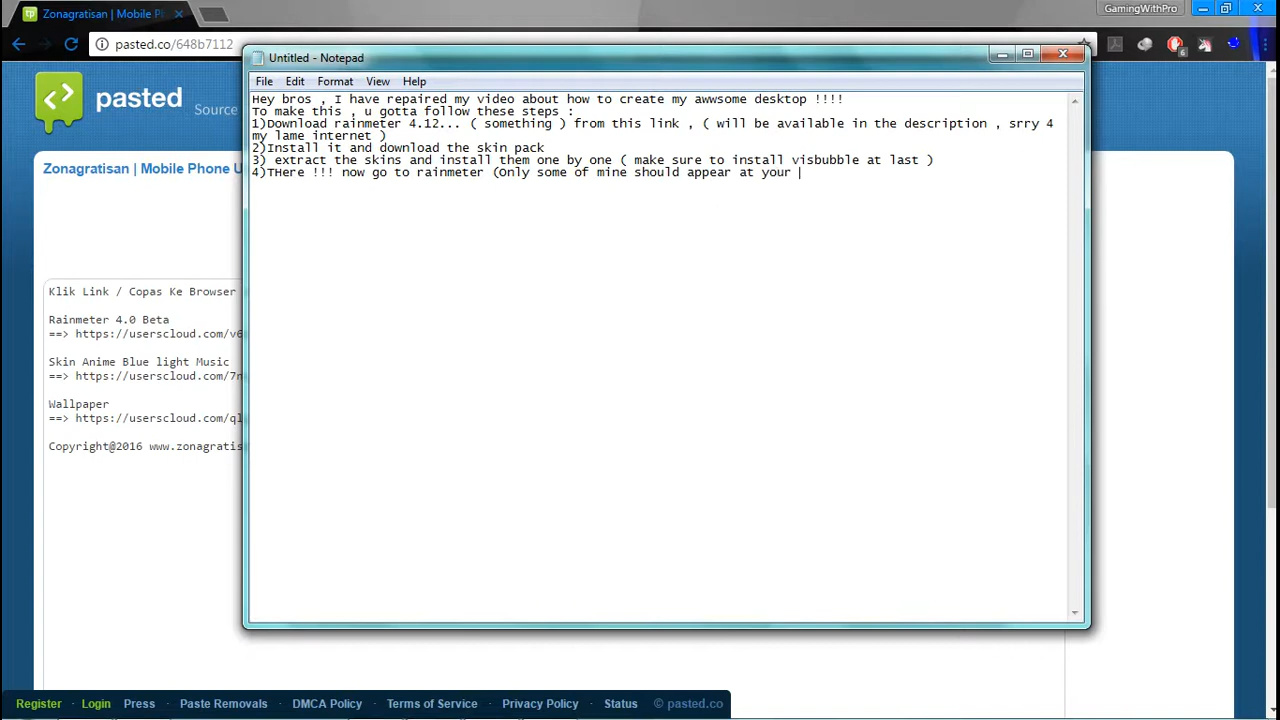 Zonagratisan | Mobile Ph
GamingWithPro
pasted.co/648b7112
6
Untitled - Notepad
File Edit Format View Help
pasted
Source
Hey bros , I have repaired my video about how to create my awwsome desktop !!!!
To make this , u gotta follow these steps :
1)Download rainmeter 4.12... ( something ) from this link , ( will be available in the description , srry 4
my lame internet )
2)Install it and download the skin pack
3) extract the skins and install them one by one ( make sure to install visbubble at last )
4)THere !!! now go to rainmeter (Only some of mine should appear at your
Zonagratisan | Mobile Phone U
Klik Link / Copas Ke Browser
Rainmeter 4.0 Beta
==> https://userscloud.com/v6
Skin Anime Blue light Music
==> https://userscloud.com/7n
Wallpaper
==> https://userscloud.com/ql
Copyright@2016 www.zonagratis
Register Login Press Paste Removals DMCA Policy Terms of Service Privacy Policy Status © pasted.co